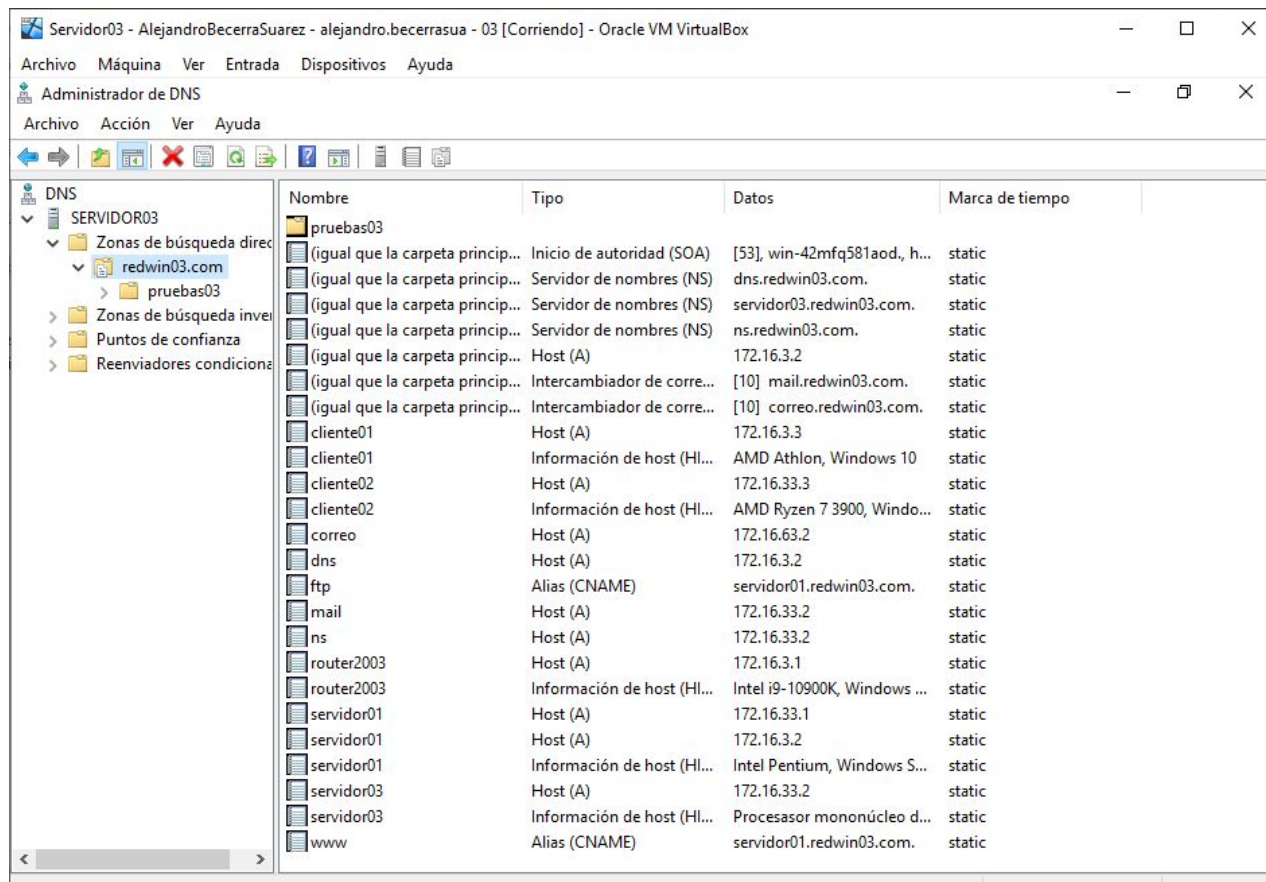 Servidor03 - AlejandroBecerraSuarez - alejandro.becerrasua - 03 [Corriendo] - Oracle VM VirtualBox
Archivo Máquina Ver Entrada Dispositivos Ayuda
Administrador de DNS
Archivo Acción Ver Ayuda
DNS
SERVIDOR03
Zonas de búsqueda direc
redwin03.com
pruebas03
Zonas de búsqueda inver
Puntos de confianza
Reenviadores condiciona
Nombre Tipo Datos Marca de tiempo
pruebas03
(igual que la carpeta princip... Inicio de autoridad (SOA) [53], win-42mfq581aod., h... static
(igual que la carpeta princip... Servidor de nombres (NS) dns.redwin03.com. static
(igual que la carpeta princip... Servidor de nombres (NS) servidor03.redwin03.com. static
(igual que la carpeta princip... Servidor de nombres (NS) ns.redwin03.com. static
(igual que la carpeta princip... Host (A) 172.16.3.2 static
(igual que la carpeta princip... Intercambiador de corre... [10] mail.redwin03.com. static
(igual que la carpeta princip... Intercambiador de corre... [10] correo.redwin03.com. static
cliente01 Host (A) 172.16.3.3 static
cliente01 Información de host (HI... AMD Athlon, Windows 10 static
cliente02 Host (A) 172.16.33.3 static
cliente02 Información de host (HI... AMD Ryzen 7 3900, Windo... static
correo Host (A) 172.16.63.2 static
dns Host (A) 172.16.3.2 static
ftp Alias (CNAME) servidor01.redwin03.com. static
mail Host (A) 172.16.33.2 static
ns Host (A) 172.16.33.2 static
router2003 Host (A) 172.16.3.1 static
router2003 Información de host (HI... Intel i9-10900K, Windows ... static
servidor01 Host (A) 172.16.33.1 static
servidor01 Host (A) 172.16.3.2 static
servidor01 Información de host (HI... Intel Pentium, Windows S... static
servidor03 Host (A) 172.16.33.2 static
servidor03 Información de host (HI... Procesasor mononúcleo d... static
www Alias (CNAME) servidor01.redwin03.com. static